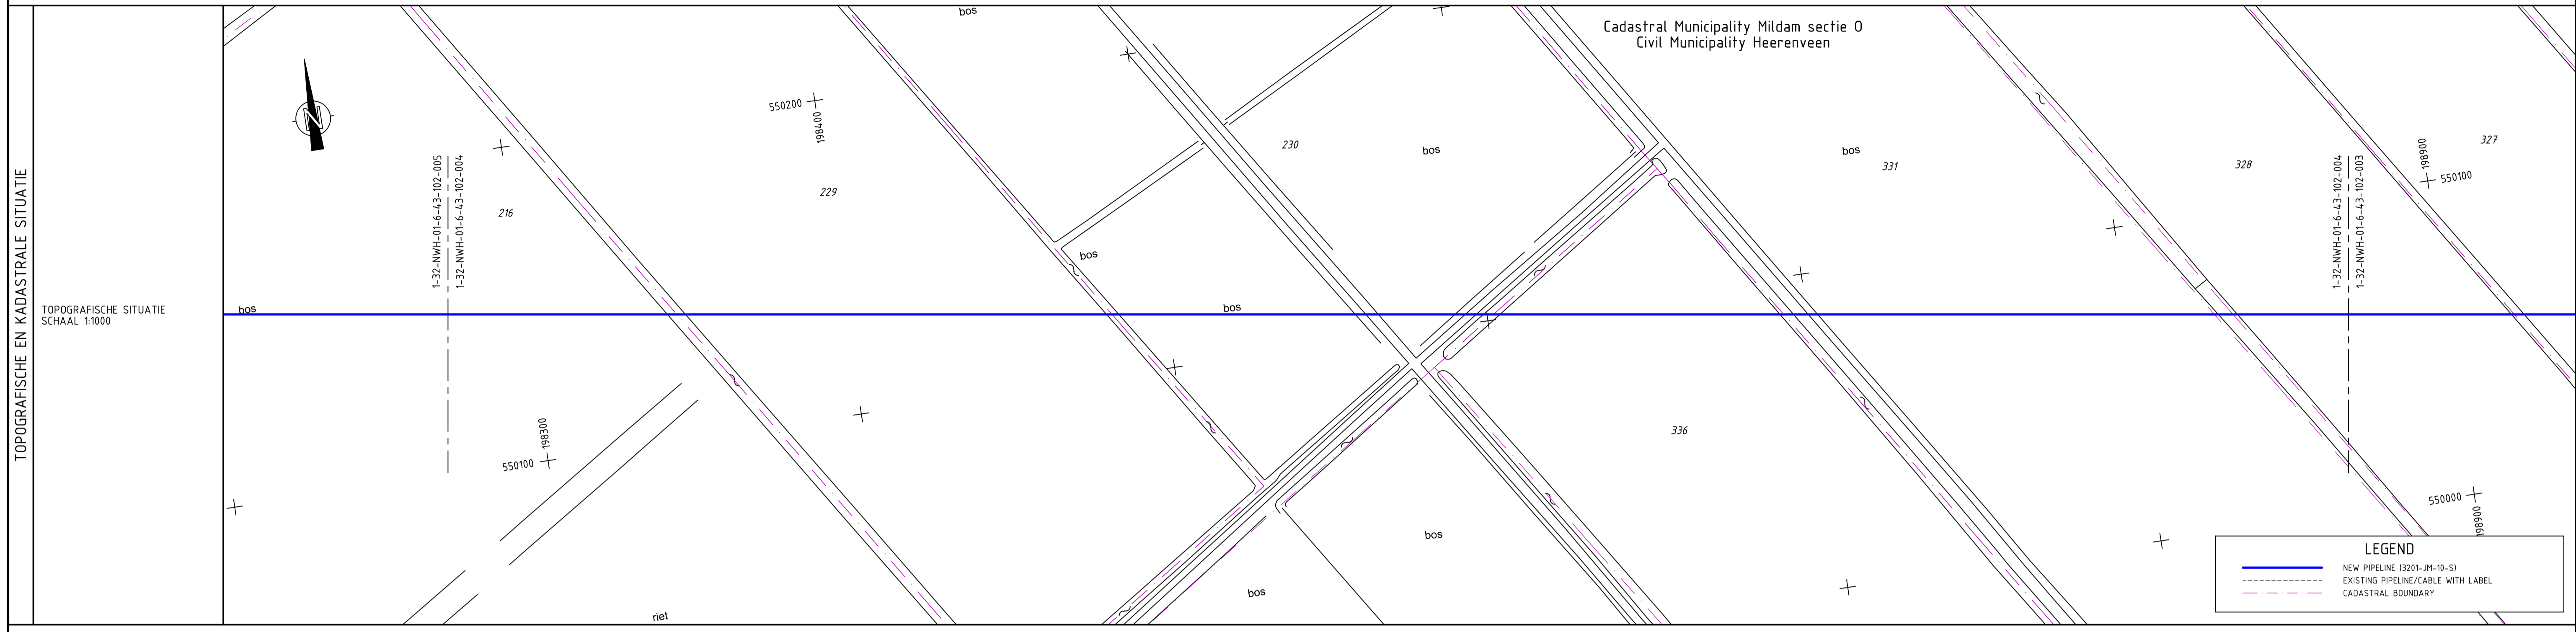 TOPOGRAFISCHE EN KADASTRALE SITUATIE
TOPOGRAFISCHE SITUATIE
SCHAAL 1:1000
N
Cadastral Municipality Mildam sectie O
Civil Municipality Heerenveen
bos
550200
198400
1-32-NWH-01-6-43-102-005
1-32-NWH-01-6-43-102-004
216
229
230
bos
bos
331
328
327
198900
550100
1-32-NWH-01-6-43-102-004
1-32-NWH-01-6-43-102-003
bos
bos
bos
336
198300
550100
550000
198900
bos
bos
riet
LEGEND
NEW PIPELINE (3201-JM-10-S)
EXISTING PIPELINE/CABLE WITH LABEL
CADASTRAL BOUNDARY